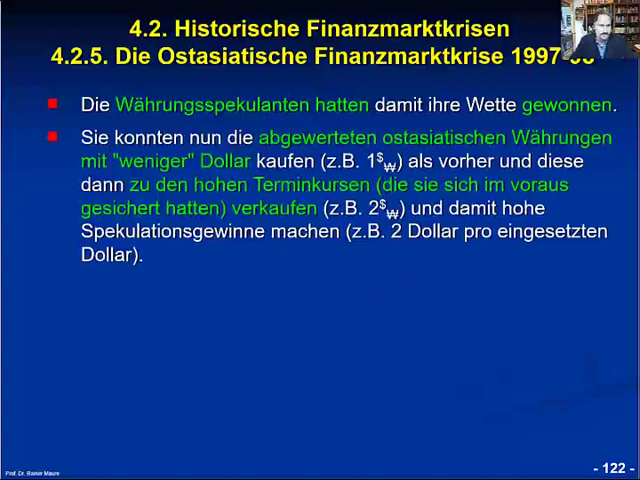 4.2. Historische Finanzmarktkrisen
4.2.5. Die Ostasiatische Finanzmarktkrise 1997-
Die Währungsspekulanten hatten damit ihre Wette gewonnen.
Sie konnten nun die abgewerteten ostasiatischen Währungen
mit "weniger" Dollar kaufen (z.B. 1$₩) als vorher und diese
dann zu den hohen Terminkursen (die sie sich im voraus
gesichert hatten) verkaufen (z.B. 2$₩) und damit hohe
Spekulationsgewinne machen (z.B. 2 Dollar pro eingesetzten
Dollar).
Prof. Dr. Rainer Maurer
- 122 -